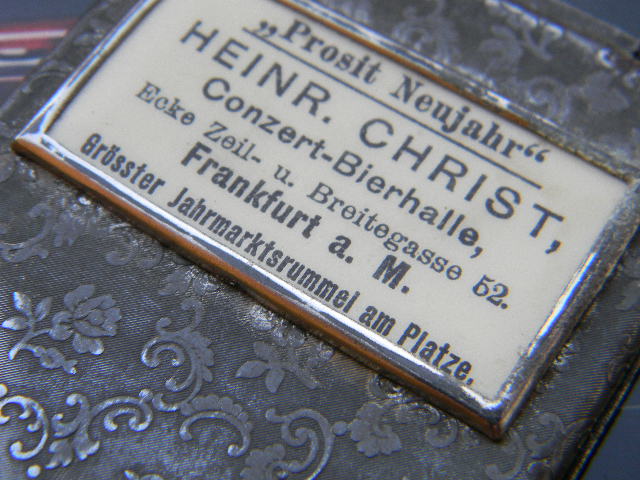 „Prosit Neujahr“
HEINR. CHRIST,
Conzert-Bierhalle,
Ecke Zeil- u. Breitegasse 52.
Frankfurt a. M.
Grösster Jahrmarktsrummel am Platze.